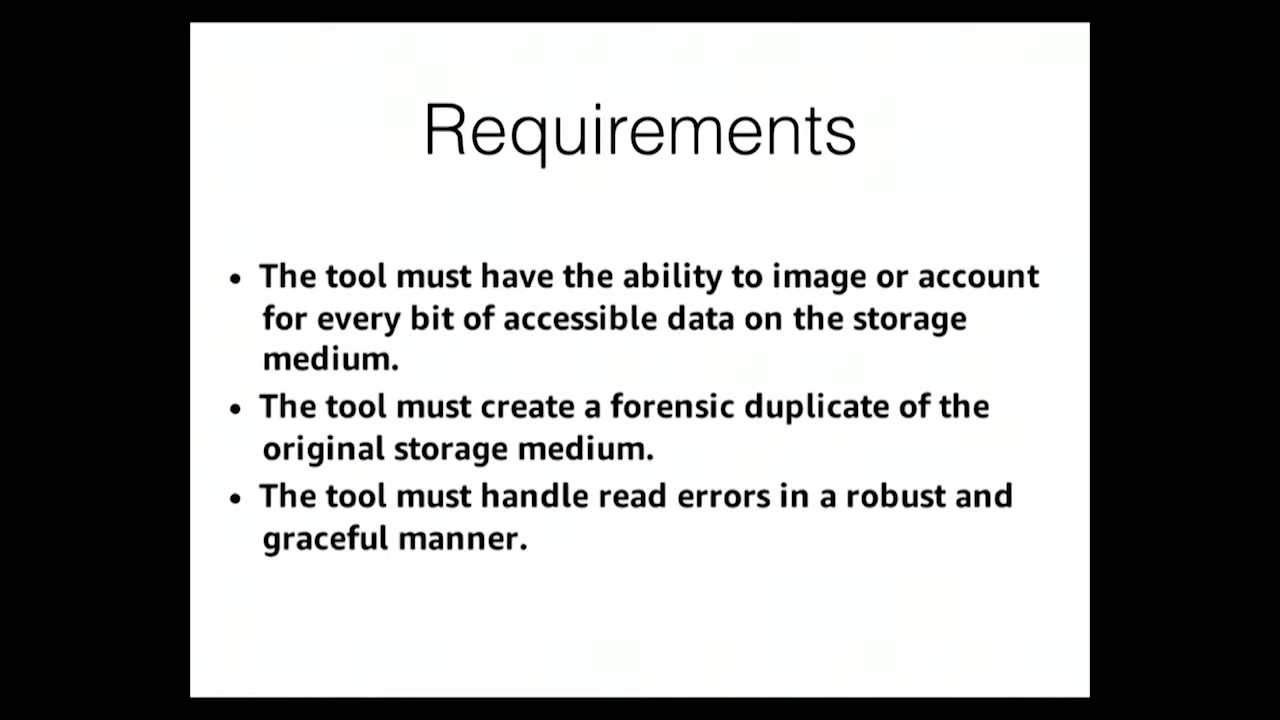 Requirements
• The tool must have the ability to image or account
for every bit of accessible data on the storage
medium.
• The tool must create a forensic duplicate of the
original storage medium.
• The tool must handle read errors in a robust and
graceful manner.